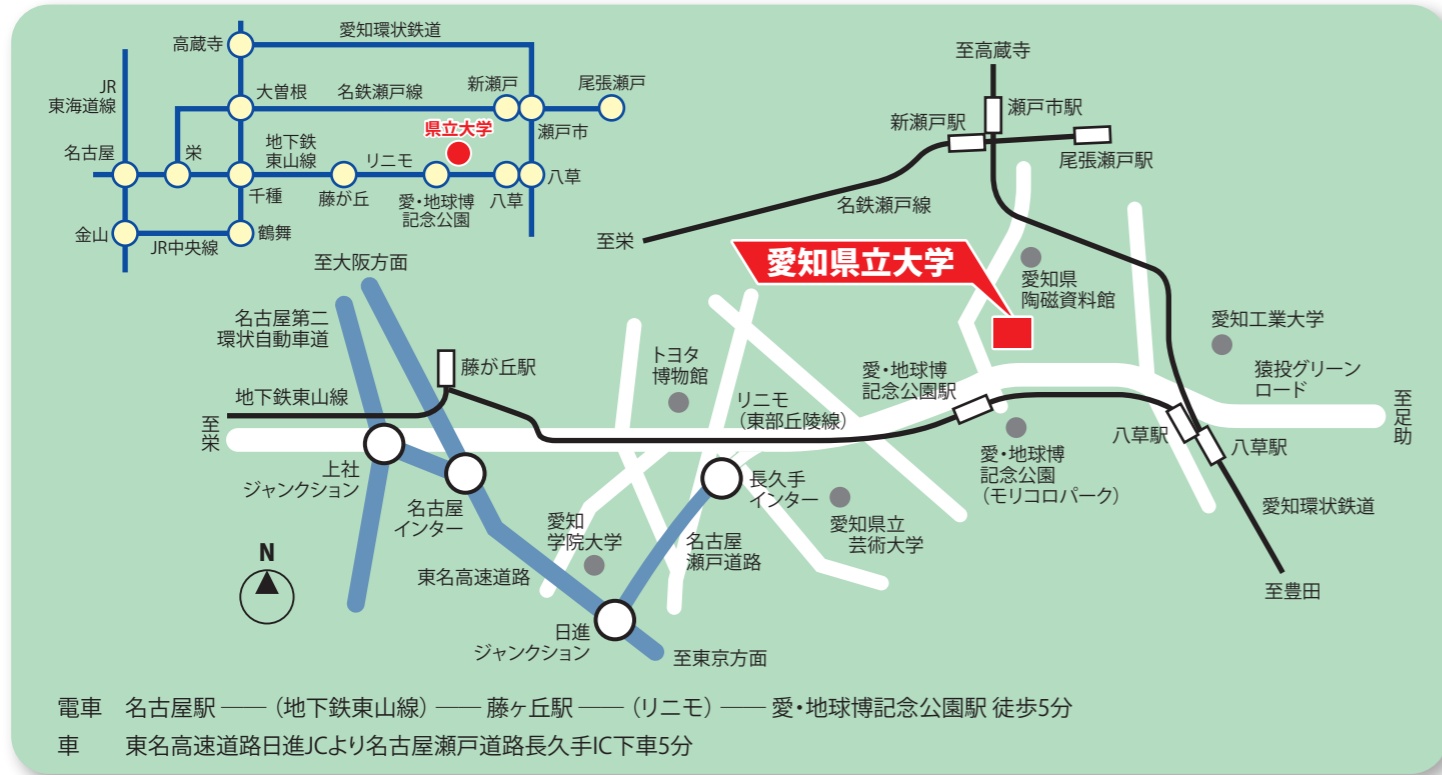 愛知環状鉄道
高蔵寺
JR
東海道線
大曽根
名鉄瀬戸線
新瀬戸
尾張瀬戸
県立大学
瀬戸市
名古屋
栄
地下鉄
東山線
リニモ
千種
藤が丘
愛・地球博
記念公園
八草
八草
金山
JR中央線
鶴舞
至高蔵寺
瀬戸市駅
新瀬戸駅
尾張瀬戸駅
名鉄瀬戸線
至栄
愛知県立大学
愛知県
陶磁資料館
至大阪方面
名古屋第二
環状自動車道
愛知工業大学
藤が丘駅
トヨタ
博物館
愛・地球博
記念公園駅
猿投グリーン
ロード
地下鉄東山線
リニモ
（東部丘陵線）
至栄
至足助
八草駅
八草駅
上社
ジャンクション
名古屋
インター
長久手
インター
愛・地球博
記念公園
（モリコロパーク）
愛知環状鉄道
愛知
学院大学
名古屋
瀬戸道路
愛知県立
芸術大学
N
東名高速道路
至豊田
日進
ジャンクション
至東京方面
電車 名古屋駅 ―― （地下鉄東山線） ―― 藤ヶ丘駅 ―― （リニモ） ―― 愛・地球博記念公園駅 徒歩5分
車 東名高速道路日進JCより名古屋瀬戸道路長久手IC下車5分